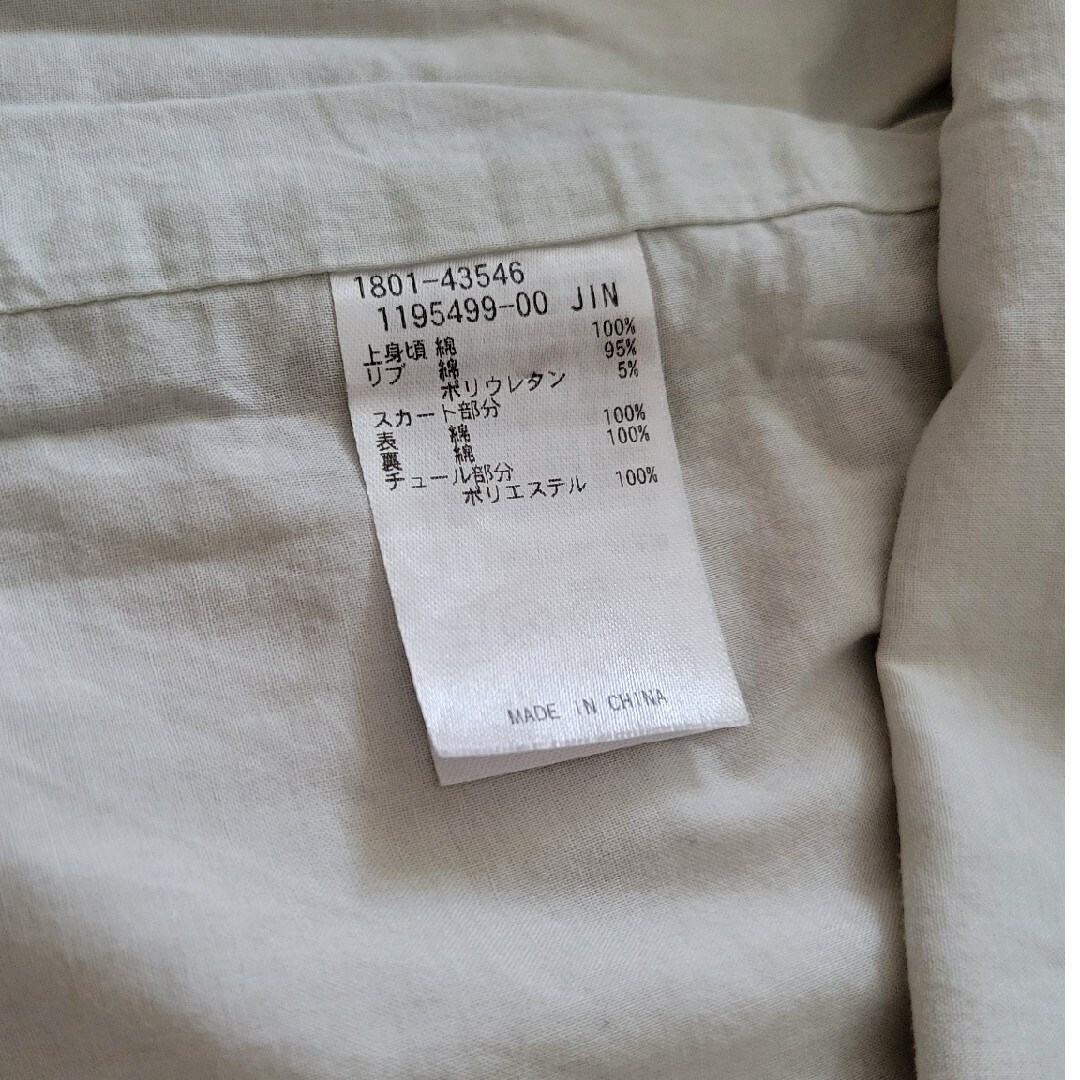 1801-43546
1195499-00 JIN
上身頃 綿 100%
リブ 綿 95%
ポリウレタン 5%
スカート部分
表 綿 100%
裏 綿 100%
チュール部分
ポリエステル 100%
MADE IN CHINA